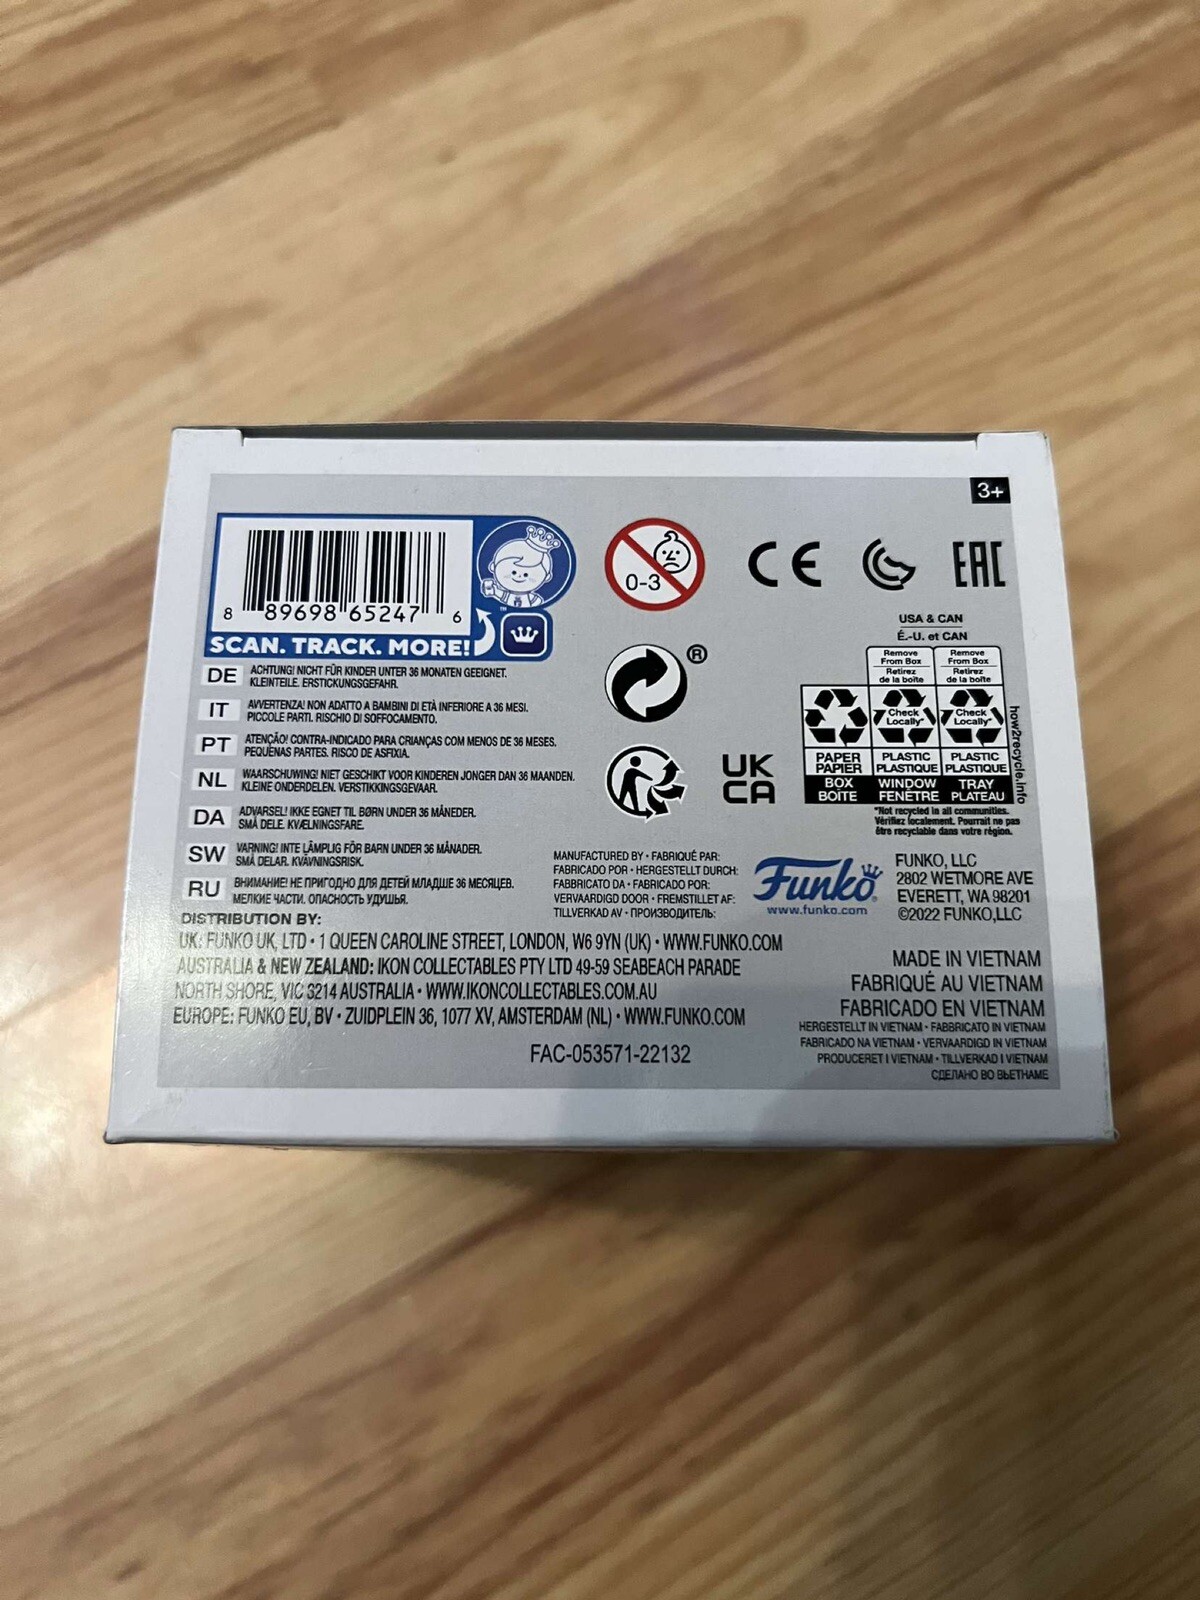 3+
8 89698 65247 6
SCAN. TRACK. MORE!
™
0-3
CE
EAC
®
UK
CA
USA & CAN
É.-U. et CAN
Remove
From Box
Retirez
de la boîte
Remove
From Box
Retirez
de la boîte
Check
Locally*
Check
Locally*
PAPER
PAPIER
PLASTIC
PLASTIQUE
PLASTIC
PLASTIQUE
BOX
BOÎTE
WINDOW
FENÊTRE
TRAY
PLATEAU
how2recycle.info
*Not recycled in all communities.
Vérifiez localement. Pourrait ne pas
être recyclable dans votre région.
DE ACHTUNG! NICHT FÜR KINDER UNTER 36 MONATEN GEEIGNET.
KLEINTEILE. ERSTICKUNGSGEFAHR.
IT AVVERTENZA! NON ADATTO A BAMBINI DI ETÀ INFERIORE A 36 MESI.
PICCOLE PARTI. RISCHIO DI SOFFOCAMENTO.
PT ATENÇÃO! CONTRA-INDICADO PARA CRIANÇAS COM MENOS DE 36 MESES.
PEQUENAS PARTES. RISCO DE ASFIXIA.
NL WAARSCHUWING! NIET GESCHIKT VOOR KINDEREN JONGER DAN 36 MAANDEN.
KLEINE ONDERDELEN. VERSTIKKINGSGEVAAR.
DA ADVARSEL! IKKE EGNET TIL BØRN UNDER 36 MÅNEDER.
SMÅ DELE. KVÆLNINGSFARE.
SW VARNING! INTE LÄMPLIG FÖR BARN UNDER 36 MÅNADER.
SMÅ DELAR. KVÄVNINGSRISK.
RU ВНИМАНИЕ! НЕ ПРИГОДНО ДЛЯ ДЕТЕЙ МЛАДШЕ 36 МЕСЯЦЕВ.
МЕЛКИЕ ЧАСТИ. ОПАСНОСТЬ УДУШЬЯ.
MANUFACTURED BY • FABRIQUÉ PAR:
FABRICADO POR • HERGESTELLT DURCH:
FABBRICATO DA • FABRICADO POR:
VERVAARDIGD DOOR • FREMSTILLET AF:
TILLVERKAD AV • ПРОИЗВОДИТЕЛЬ:
Funko®
www.funko.com
FUNKO, LLC
2802 WETMORE AVE
EVERETT, WA 98201
©2022 FUNKO,LLC
DISTRIBUTION BY:
UK: FUNKO UK, LTD • 1 QUEEN CAROLINE STREET, LONDON, W6 9YN (UK) • WWW.FUNKO.COM
AUSTRALIA & NEW ZEALAND: IKON COLLECTABLES PTY LTD 49-59 SEABEACH PARADE
NORTH SHORE, VIC 3214 AUSTRALIA • WWW.IKONCOLLECTABLES.COM.AU
EUROPE: FUNKO EU, BV • ZUIDPLEIN 36, 1077 XV, AMSTERDAM (NL) • WWW.FUNKO.COM
FAC-053571-22132
MADE IN VIETNAM
FABRIQUÉ AU VIETNAM
FABRICADO EN VIETNAM
HERGESTELLT IN VIETNAM • FABBRICATO IN VIETNAM
FABRICADO NA VIETNAM • VERVAARDIGD IN VIETNAM
PRODUCERET I VIETNAM • TILLVERKAD I VIETNAM
СДЕЛАНО ВО ВЬЕТНАМЕ